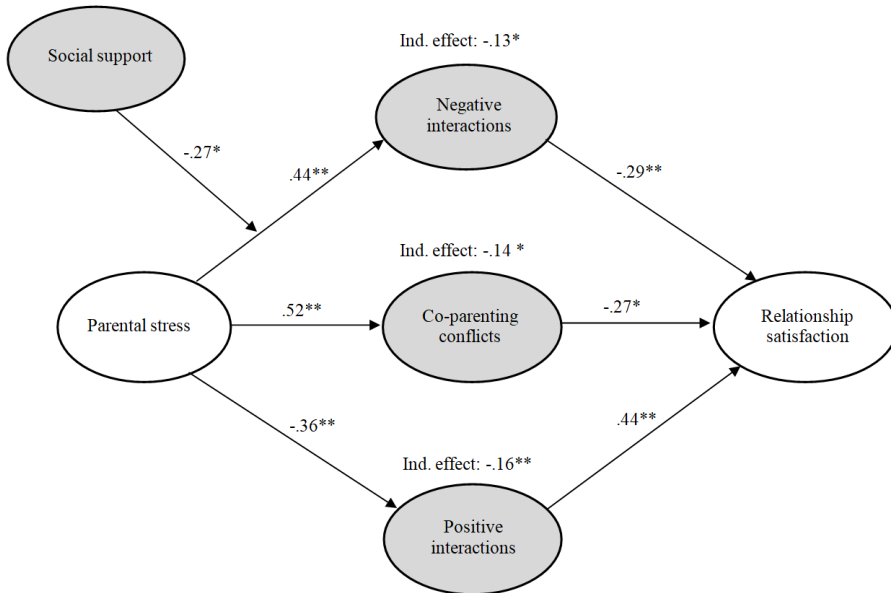 Social support
Ind. effect: -.13*
Negative
interactions
-.27*
.44**
-.29**
Ind. effect: -.14 *
Parental stress
.52**
Co-parenting
conflicts
-.27*
Relationship
satisfaction
-.36**
.44**
Ind. effect: -.16**
Positive
interactions